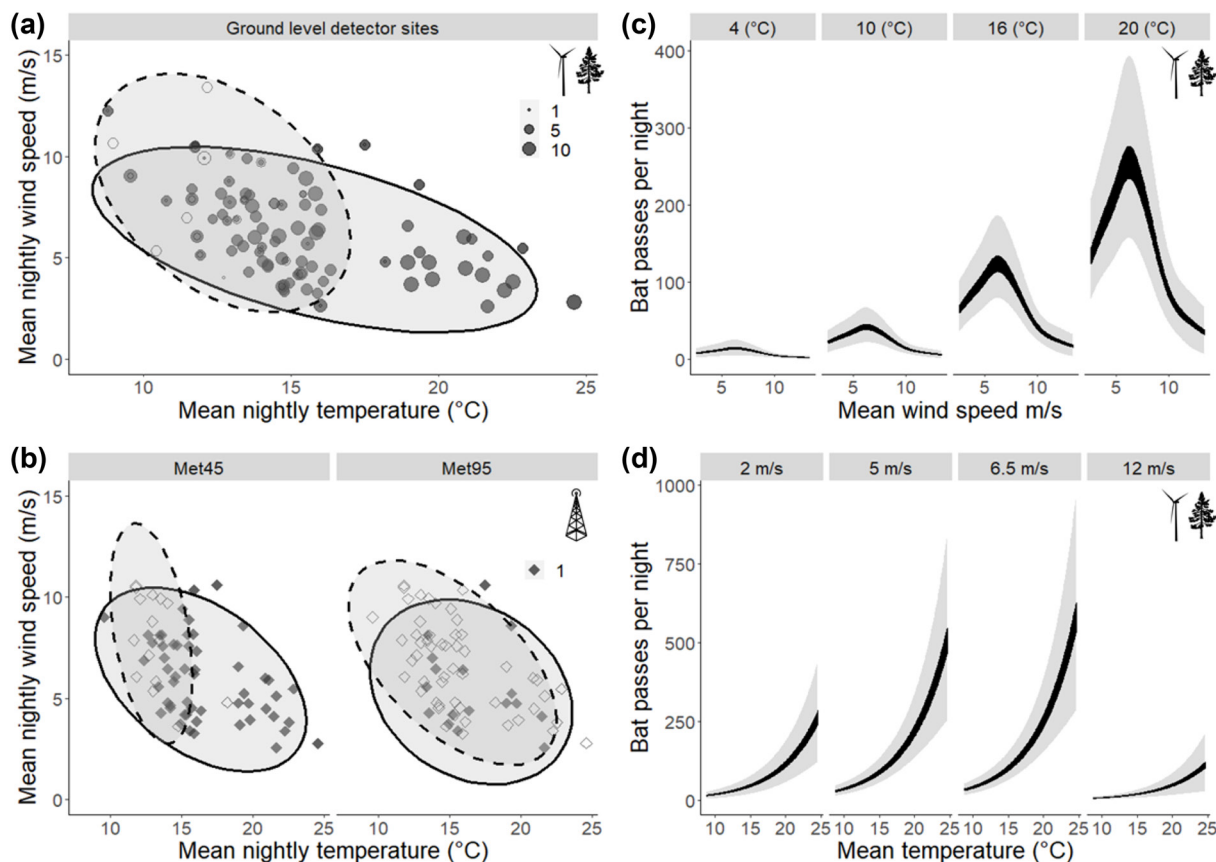 (a)
Ground level detector sites
Mean nightly wind speed (m/s)
15
10
5
0
1
5
10
10
15
20
25
Mean nightly temperature (°C)
(b)
Met45
Met95
Mean nightly wind speed (m/s)
15
10
5
0
1
10
15
20
25
10
15
20
25
Mean nightly temperature (°C)
(c)
4 (°C)
10 (°C)
16 (°C)
20 (°C)
Bat passes per night
400
300
200
100
0
5
10
5
10
5
10
5
10
Mean wind speed m/s
(d)
2 m/s
5 m/s
6.5 m/s
12 m/s
Bat passes per night
1000
750
500
250
0
10 15 20 25
10 15 20 25
10 15 20 25
10 15 20 25
Mean temperature (°C)